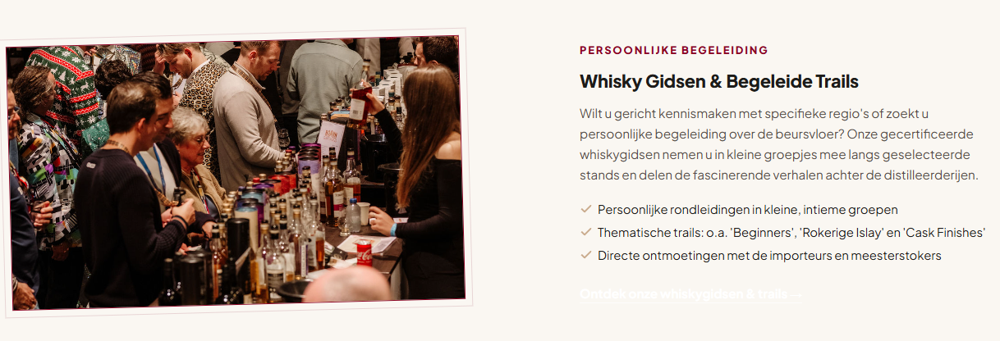 PERSOONLIJKE BEGELEIDING
Whisky Gidsen & Begeleide Trails
Wilt u gericht kennismaken met specifieke regio's of zoekt u
persoonlijke begeleiding over de beursvloer? Onze gecertificeerde
whiskygidsen nemen u in kleine groepjes mee langs geselecteerde
stands en delen de fascinerende verhalen achter de distilleerderijen.
Persoonlijke rondleidingen in kleine, intieme groepen
Thematische trails: o.a. 'Beginners', 'Rokerige Islay' en 'Cask Finishes'
Directe ontmoetingen met de importeurs en meesterstokers
Ontdek onze whiskygidsen & trails →